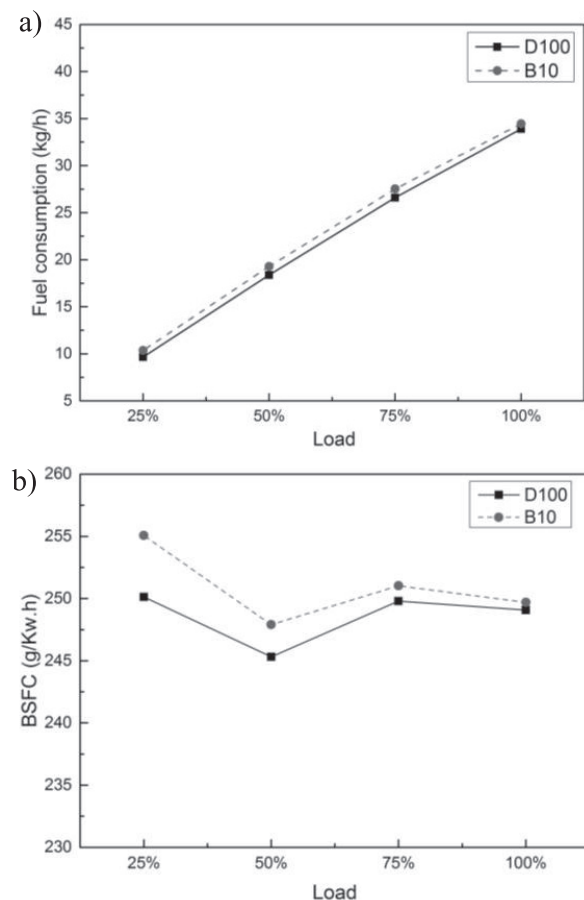 a)
45
40
35
30
25
20
15
10
5
Fuel consumption (kg/h)
D100
B10
25% 50% 75% 100%
Load
b)
260
255
250
245
240
235
230
BSFC (g/Kw.h)
D100
B10
25% 50% 75% 100%
Load